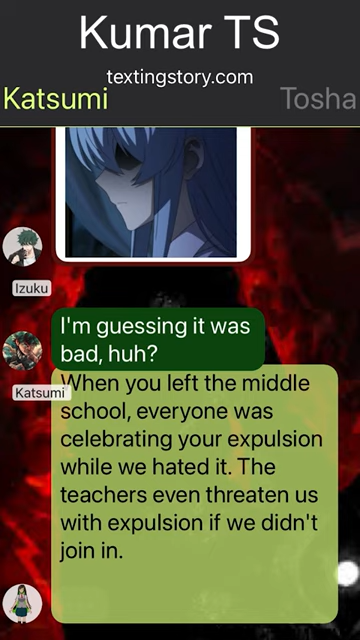 Kumar TS
textingstory.com
Katsumi
Tosha
Izuku
I'm guessing it was
bad, huh?
Katsumi
When you left the middle
school, everyone was
celebrating your expulsion
while we hated it. The
teachers even threaten us
with expulsion if we didn't
join in.